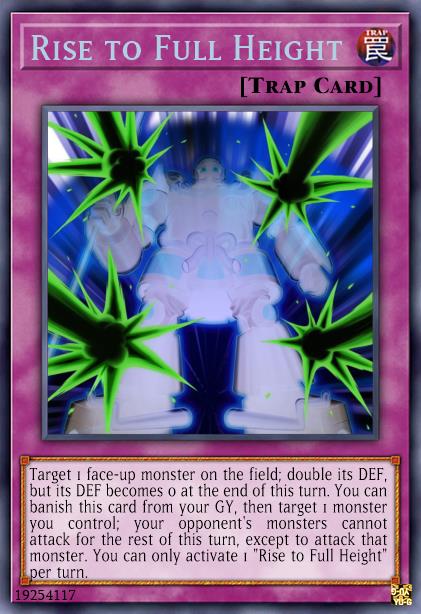 Rise to Full Height
TRAP
罠
[Trap Card]
Target 1 face-up monster on the field; double its DEF,
but its DEF becomes 0 at the end of this turn. You can
banish this card from your GY, then target 1 monster
you control; your opponent's monsters cannot
attack for the rest of this turn, except to attack that
monster. You can only activate 1 "Rise to Full Height"
per turn.
19254117